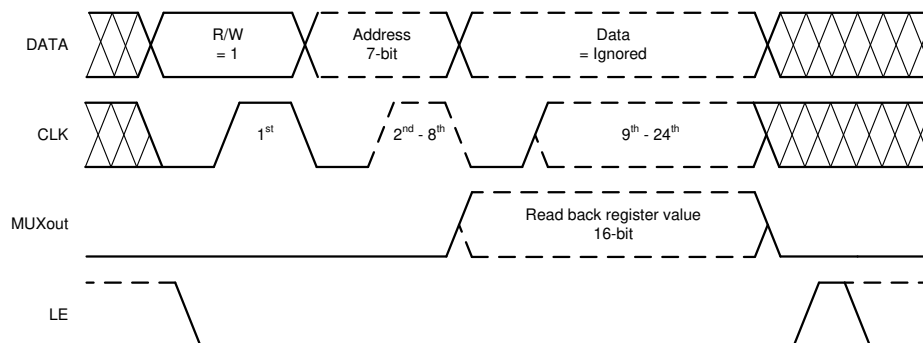 DATA
R/W
= 1
Address
7-bit
Data
= Ignored
CLK
1st
2nd - 8th
9th - 24th
MUXout
Read back register value
16-bit
LE